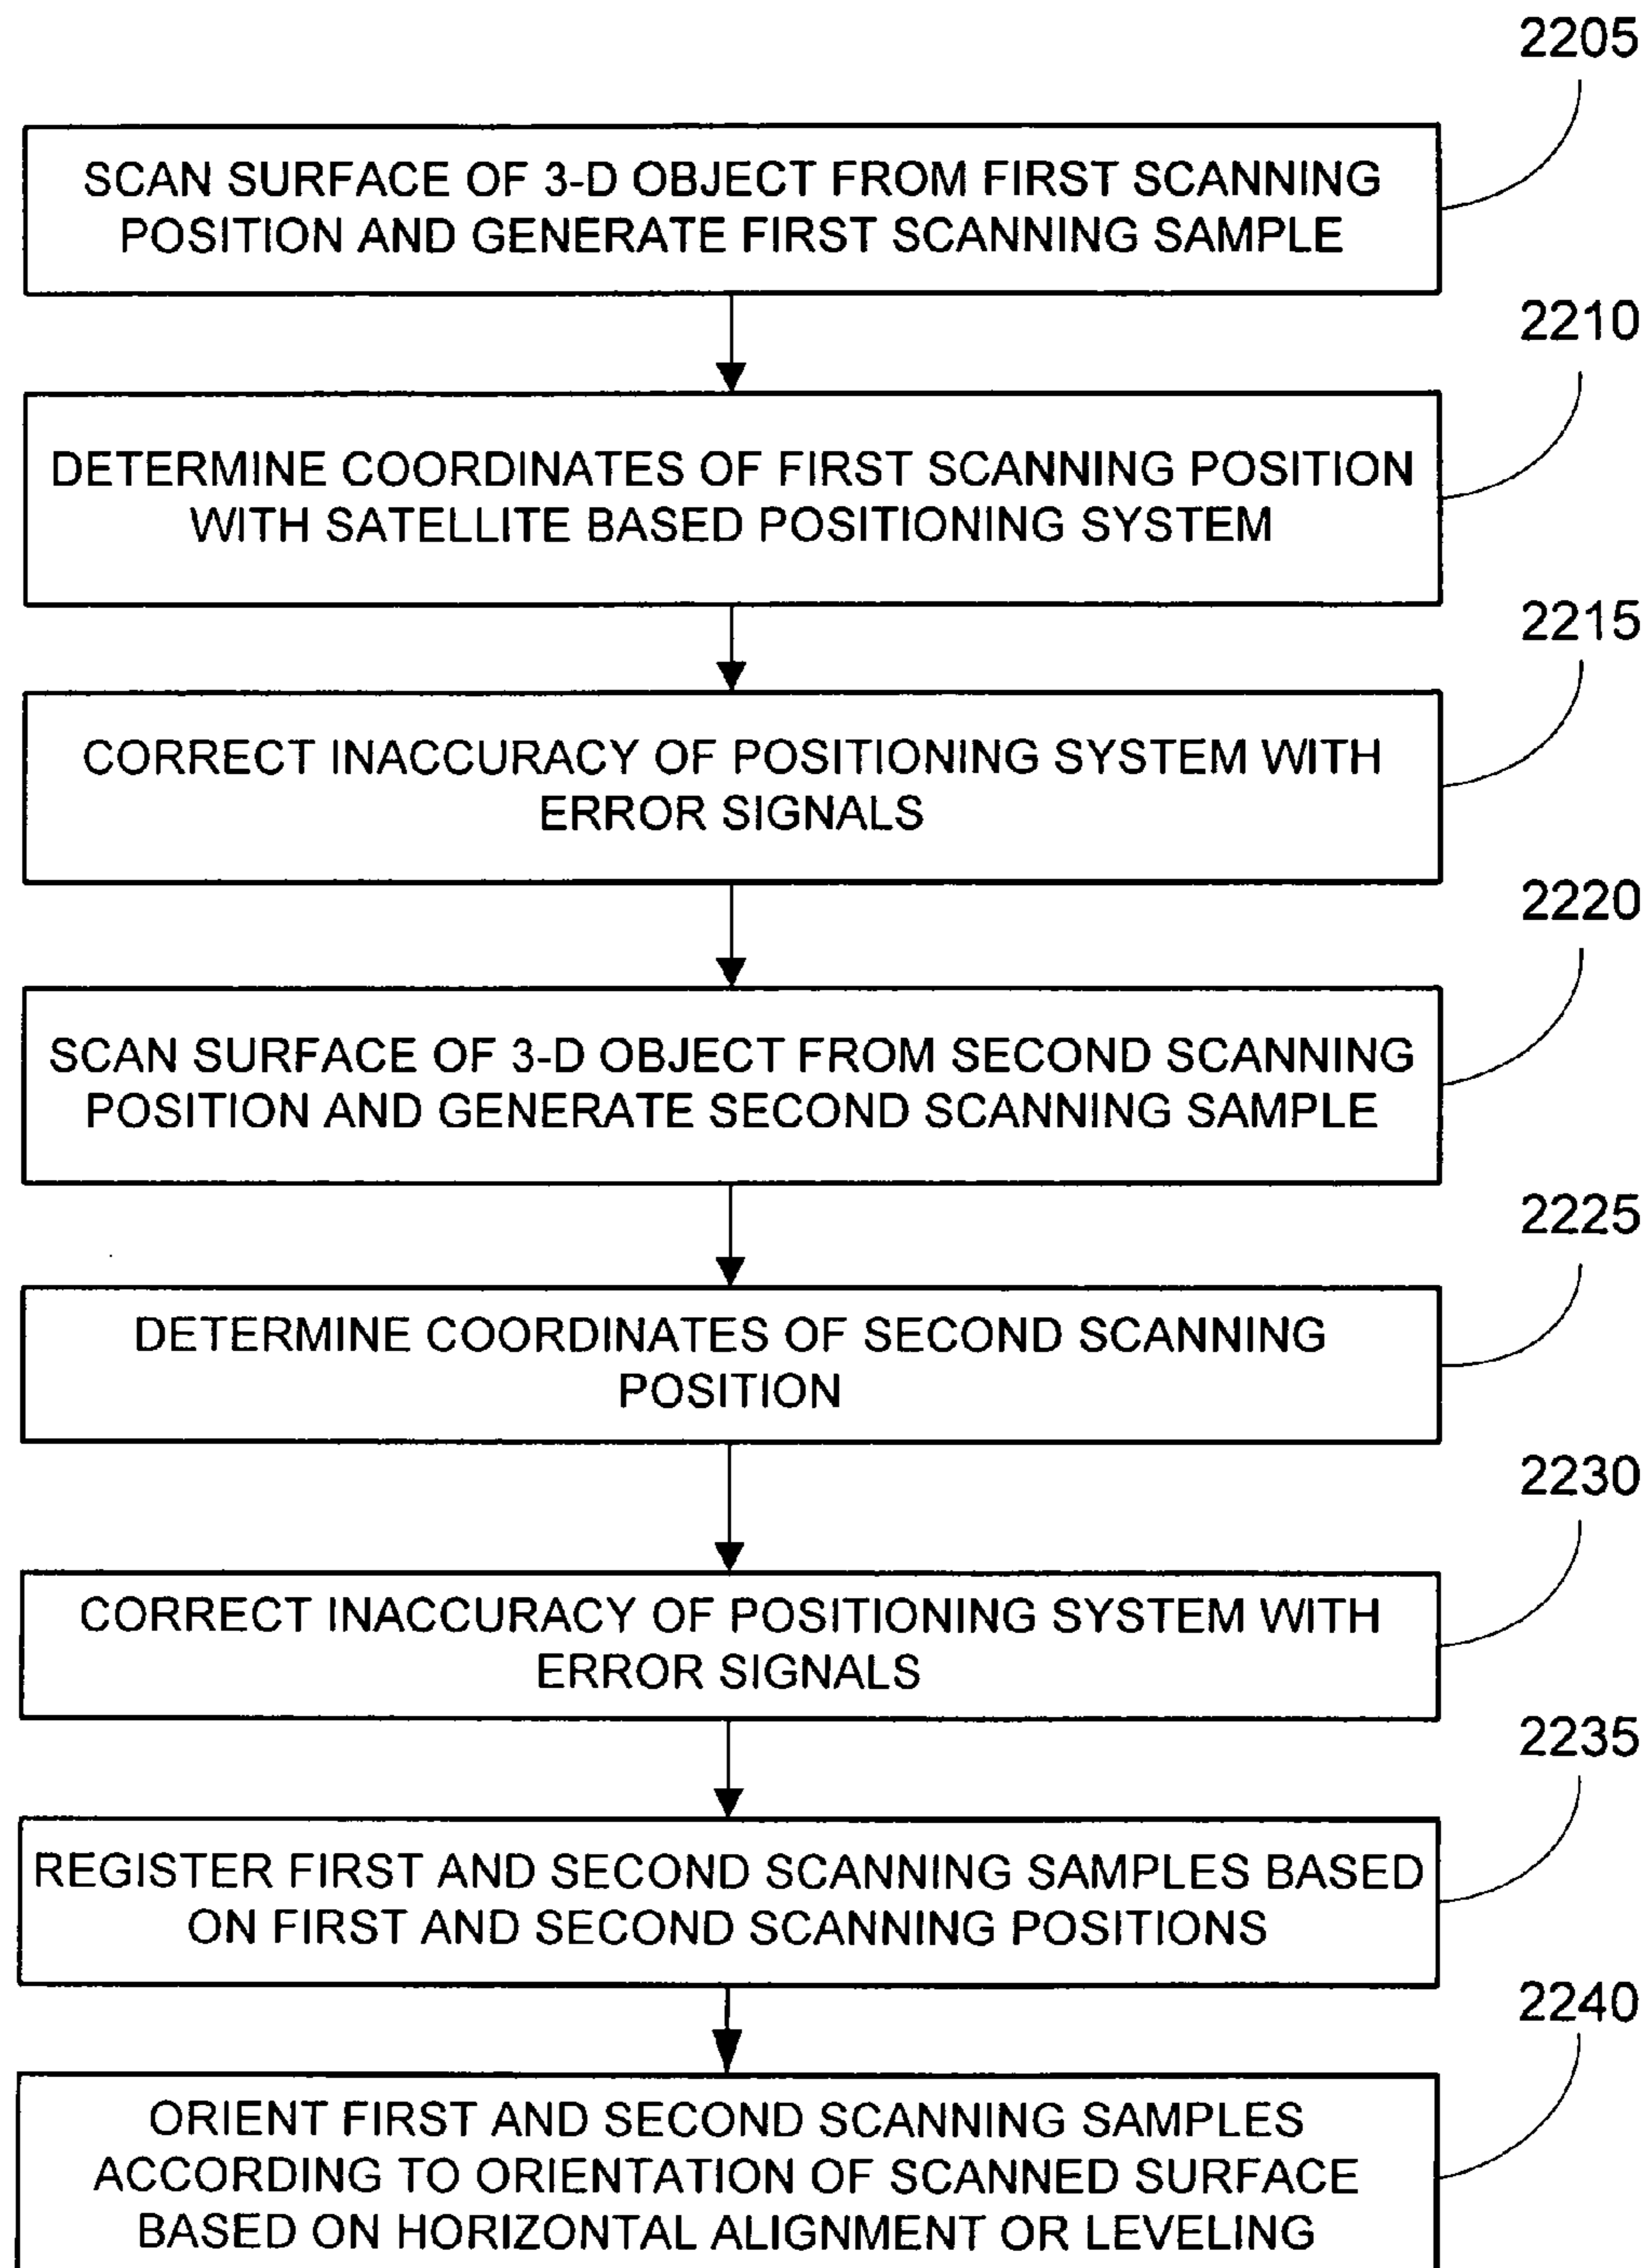 2205
SCAN SURFACE OF 3-D OBJECT FROM FIRST SCANNING
POSITION AND GENERATE FIRST SCANNING SAMPLE
2210
DETERMINE COORDINATES OF FIRST SCANNING POSITION
WITH SATELLITE BASED POSITIONING SYSTEM
2215
CORRECT INACCURACY OF POSITIONING SYSTEM WITH
ERROR SIGNALS
2220
SCAN SURFACE OF 3-D OBJECT FROM SECOND SCANNING
POSITION AND GENERATE SECOND SCANNING SAMPLE
2225
DETERMINE COORDINATES OF SECOND SCANNING
POSITION
2230
CORRECT INACCURACY OF POSITIONING SYSTEM WITH
ERROR SIGNALS
2235
REGISTER FIRST AND SECOND SCANNING SAMPLES BASED
ON FIRST AND SECOND SCANNING POSITIONS
2240
ORIENT FIRST AND SECOND SCANNING SAMPLES
ACCORDING TO ORIENTATION OF SCANNED SURFACE
BASED ON HORIZONTAL ALIGNMENT OR LEVELING